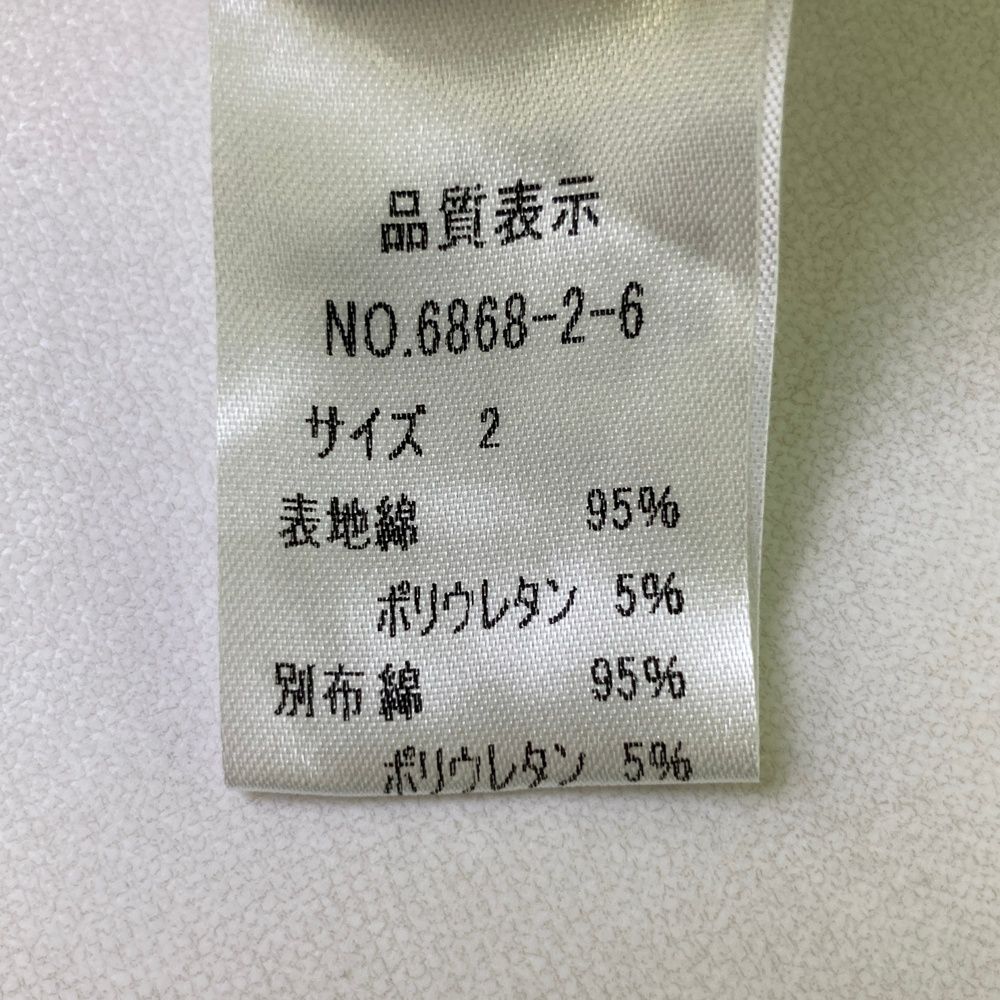 品質表示
NO.6868-2-6
サイズ 2
表地綿 95%
ポリウレタン 5%
別布綿 95%
ポリウレタン 5%